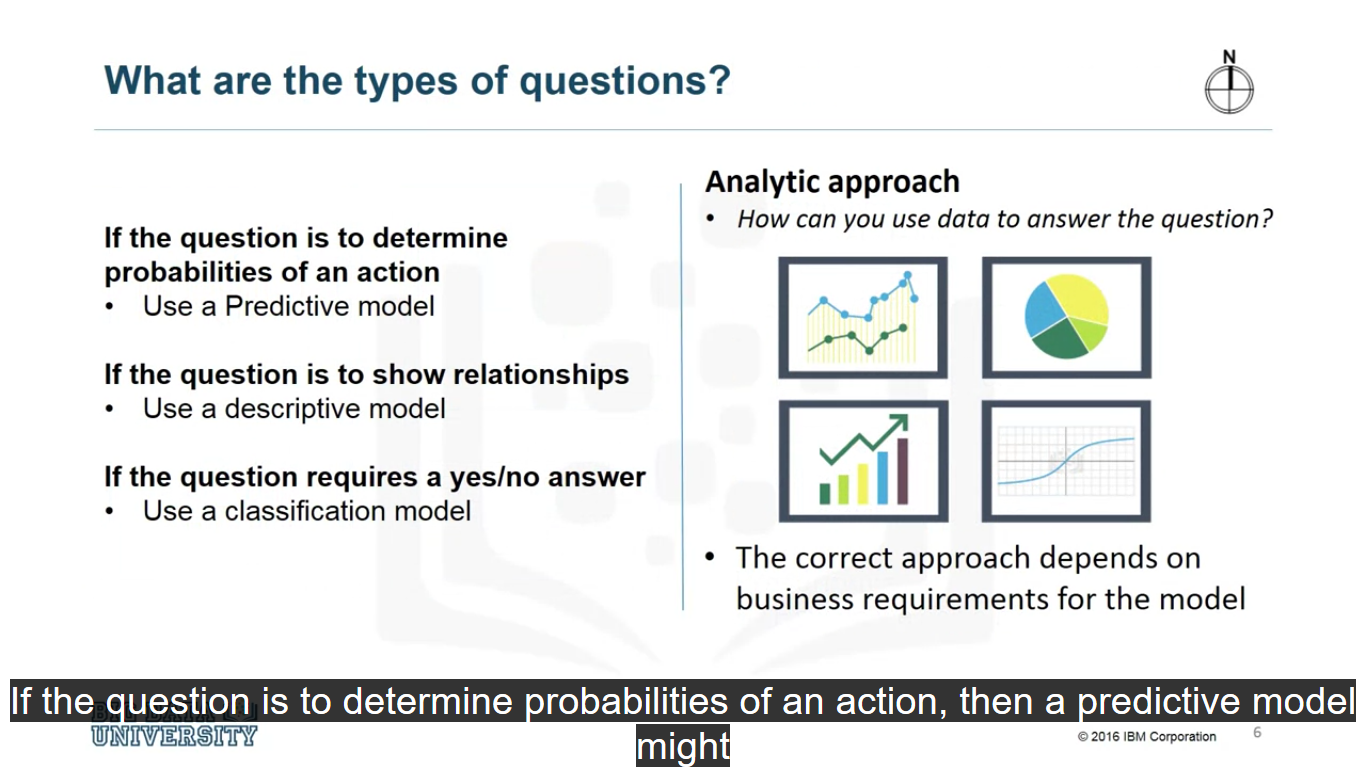 What are the types of questions?
N
If the question is to determine
probabilities of an action
• Use a Predictive model
If the question is to show relationships
• Use a descriptive model
If the question requires a yes/no answer
• Use a classification model
Analytic approach
• How can you use data to answer the question?
• The correct approach depends on
business requirements for the model
If the question is to determine probabilities of an action, then a predictive model
might
UNIVERSITY
© 2016 IBM Corporation
6